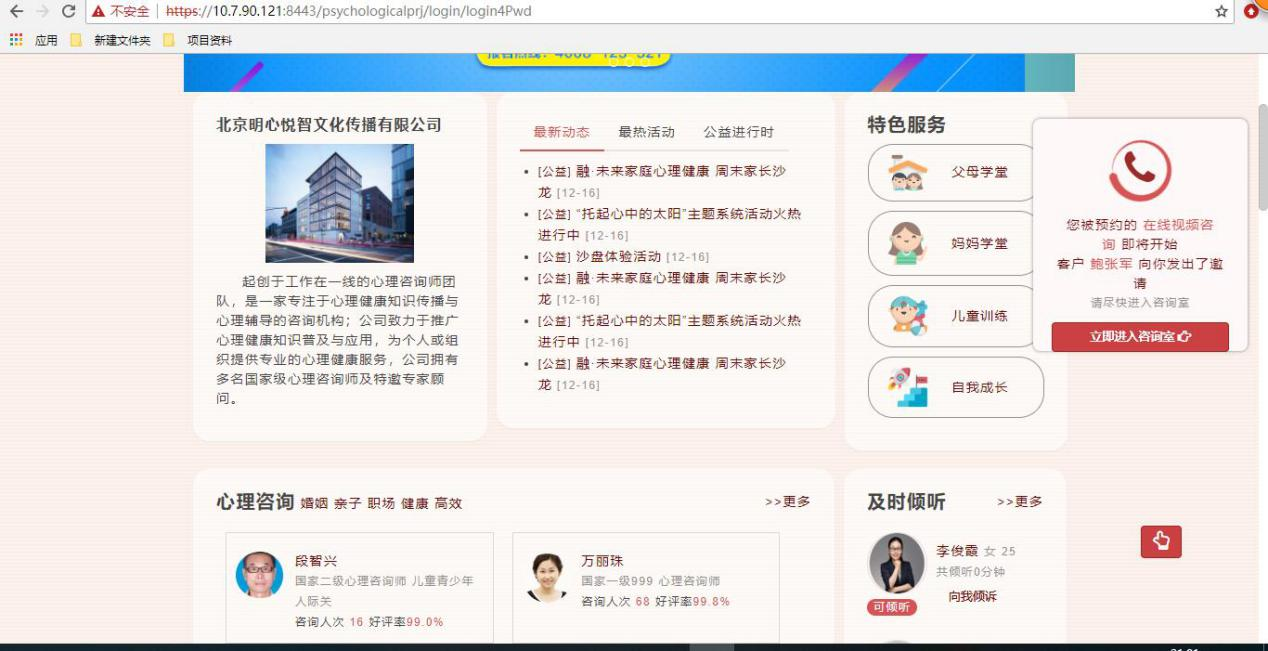 不安全 https://10.7.90.121:8443/psychologicalprj/login/login4Pwd
应用 新建文件夹 项目资料
北京明心悦智文化传播有限公司
起创于工作在一线的心理咨询师团
队，是一家专注于心理健康知识传播与
心理辅导的咨询机构；公司致力于推广
心理健康知识普及与应用，为个人或组
织提供专业的心理健康服务，公司拥有
多名国家级心理咨询师及特邀专家顾
问。
最新动态 最热活动 公益进行时
[公益] 融·未来家庭心理健康 周末家长沙
龙 [12-16]
[公益] “托起心中的太阳”主题系统活动火热
进行中 [12-16]
[公益] 沙盘体验活动 [12-16]
[公益] 融·未来家庭心理健康 周末家长沙
龙 [12-16]
[公益] “托起心中的太阳”主题系统活动火热
进行中 [12-16]
[公益] 融·未来家庭心理健康 周末家长沙
龙 [12-16]
特色服务
父母学堂
妈妈学堂
儿童训练
自我成长
您被预约的 在线视频咨
询 即将开始
客户 鲍张军 向你发出了邀
请
请尽快进入咨询室
立即进入咨询室
心理咨询 婚姻 亲子 职场 健康 高效 >>更多
段智兴
国家二级心理咨询师 儿童青少年
人际关
咨询人次 16 好评率99.0%
万丽珠
国家一级999 心理咨询师
咨询人次 68 好评率99.8%
及时倾听 >>更多
李俊霞 女 25
共倾听0分钟
向我倾诉
可倾听